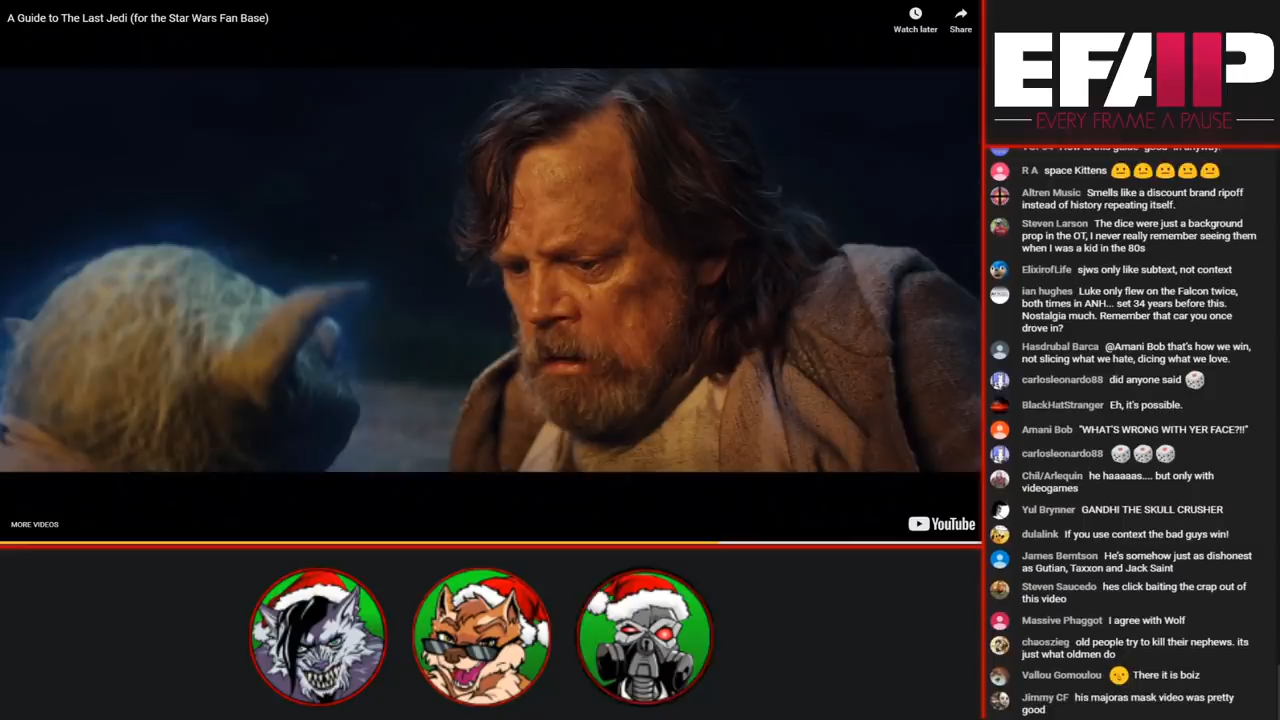 A Guide to The Last Jedi (for the Star Wars Fan Base)
Watch later
Share
MORE VIDEOS
YouTube
EFAP
EVERY FRAME A PAUSE
R A space Kittens
Altren Music Smells like a discount brand ripoff
instead of history repeating itself.
Steven Larson The dice were just a background
prop in the OT, I never really remember seeing them
when I was a kid in the 80s
ElixirofLife sjws only like subtext, not context
ian hughes Luke only flew on the Falcon twice,
both times in ANH... set 34 years before this.
Nostalgia much. Remember that car you once
drove in?
Hasdrubal Barca @Amani Bob that's how we win,
not slicing what we hate, dicing what we love.
carlosleonardo88 did anyone said
BlackHatStranger Eh, it's possible.
Amani Bob "WHAT'S WRONG WITH YER FACE?!!"
carlosleonardo88
Chil/Arlequin he haaaaas.... but only with
videogames
Yul Brynner GANDHI THE SKULL CRUSHER
dulalink If you use context the bad guys win!
James Berntson He's somehow just as dishonest
as Gutian, Taxxon and Jack Saint
Steven Saucedo hes click baiting the crap out of
this video
Massive Phaggot I agree with Wolf
chaoszieg old people try to kill their nephews. its
just what oldmen do
Vallou Gomoulou There it is boiz
Jimmy CF his majoras mask video was pretty
good